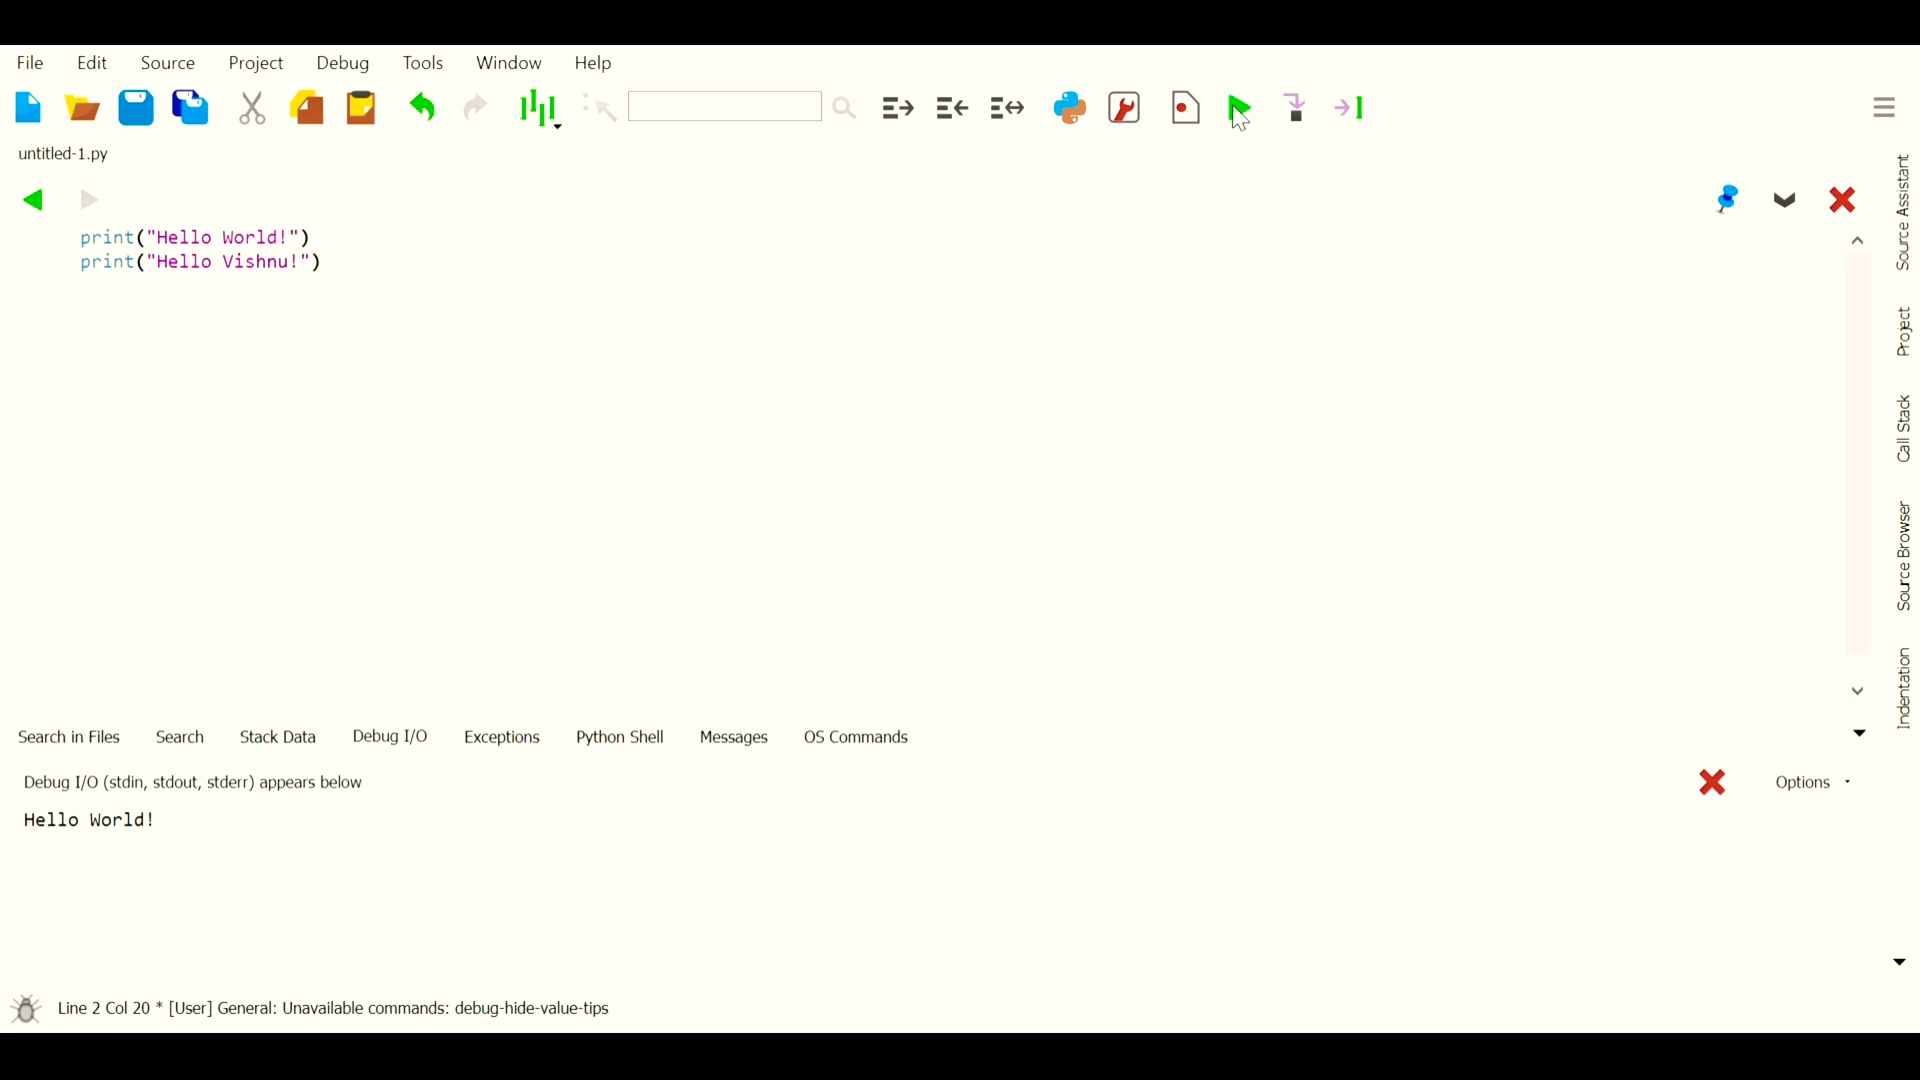 File Edit Source Project Debug Tools Window Help
untitled-1.py
print("Hello World!")
print("Hello Vishnu!")
Source Assistant
Project
Call Stack
Source Browser
Indentation
Search in Files Search Stack Data Debug I/O Exceptions Python Shell Messages OS Commands
Debug I/O (stdin, stdout, stderr) appears below Options
Hello World!
Line 2 Col 20 * [User] General: Unavailable commands: debug-hide-value-tips